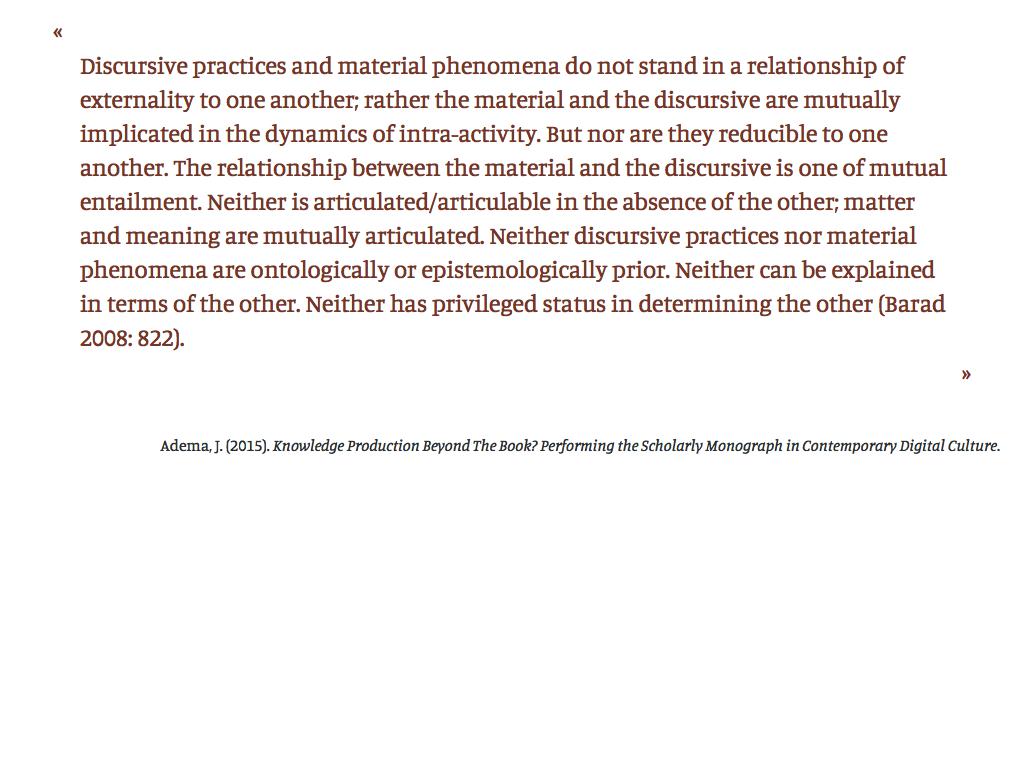 «
Discursive practices and material phenomena do not stand in a relationship of
externality to one another; rather the material and the discursive are mutually
implicated in the dynamics of intra-activity. But nor are they reducible to one
another. The relationship between the material and the discursive is one of mutual
entailment. Neither is articulated/articulable in the absence of the other; matter
and meaning are mutually articulated. Neither discursive practices nor material
phenomena are ontologically or epistemologically prior. Neither can be explained
in terms of the other. Neither has privileged status in determining the other (Barad
2008: 822).
»
Adema, J. (2015). Knowledge Production Beyond The Book? Performing the Scholarly Monograph in Contemporary Digital Culture.